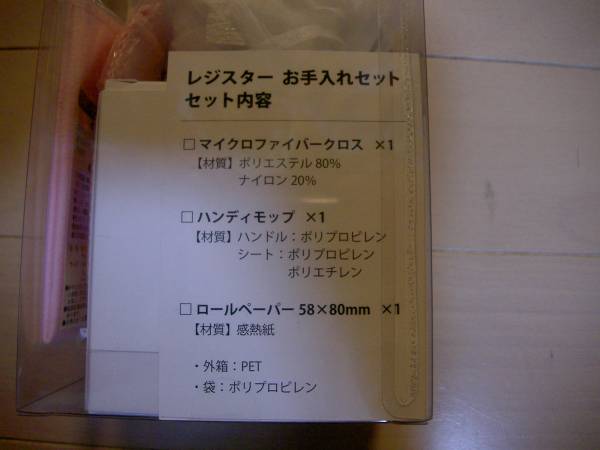 レジスター お手入れセット
セット内容
□ マイクロファイバークロス ×1
【材質】ポリエステル 80%
ナイロン 20%
□ ハンディモップ ×1
【材質】ハンドル：ポリプロピレン
シート：ポリプロピレン
ポリエチレン
□ ロールペーパー 58×80mm ×1
【材質】感熱紙
・外箱：PET
・袋：ポリプロピレン